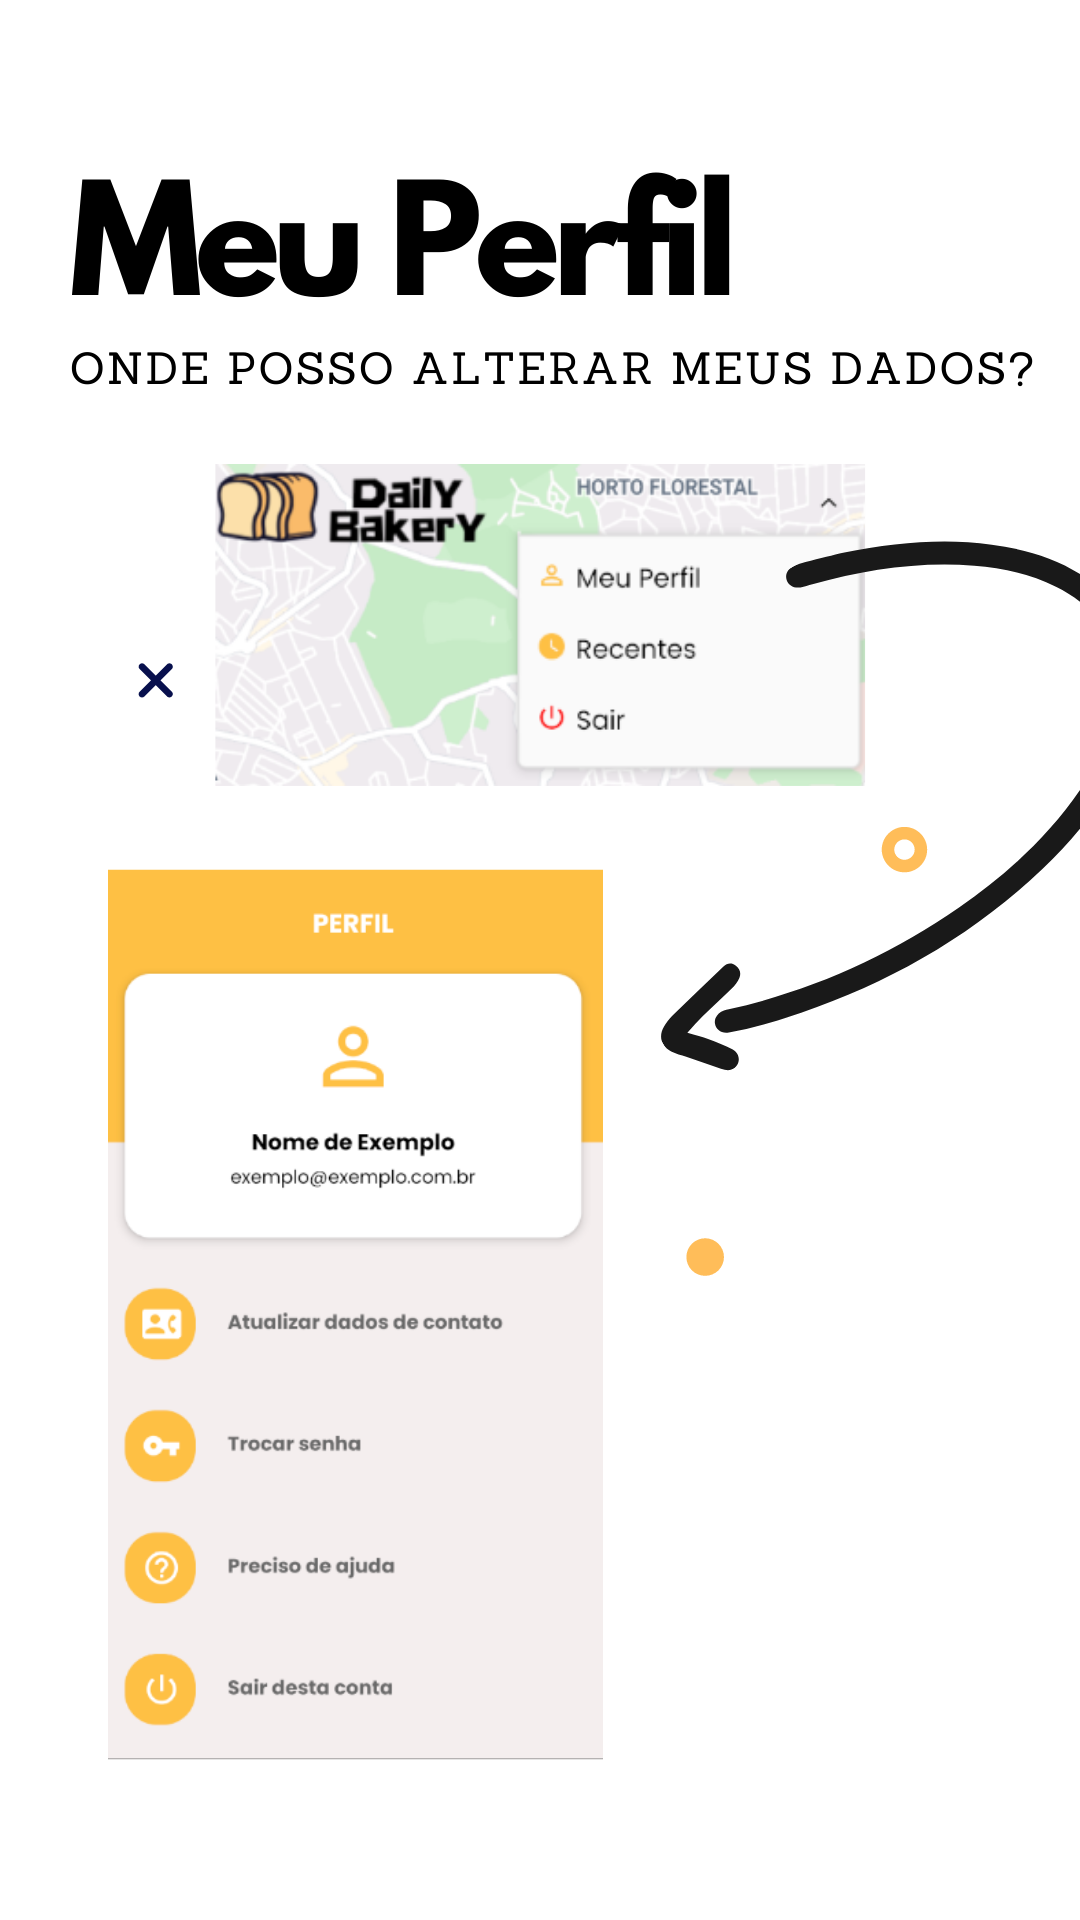 Meu Perfil
ONDE POSSO ALTERAR MEUS DADOS?
Daily
Bakery
HORTO FLORESTAL
Meu Perfil
Recentes
Sair
PERFIL
Nome de Exemplo
exemplo@exemplo.com.br
Atualizar dados de contato
Trocar senha
Preciso de ajuda
Sair desta conta